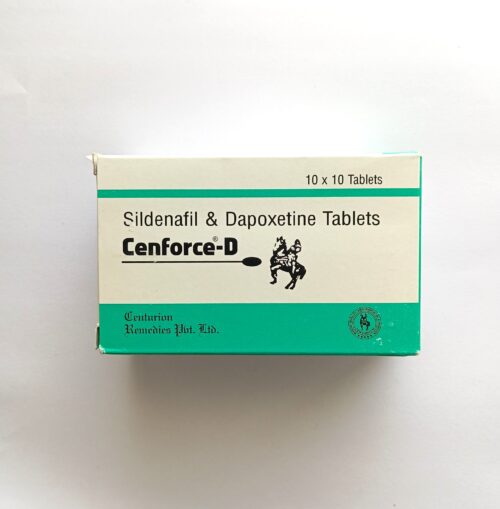 10 x 10 Tablets
Sildenafil & Dapoxetine Tablets
Cenforce®-D
Centurion
Remedies Pvt. Ltd.